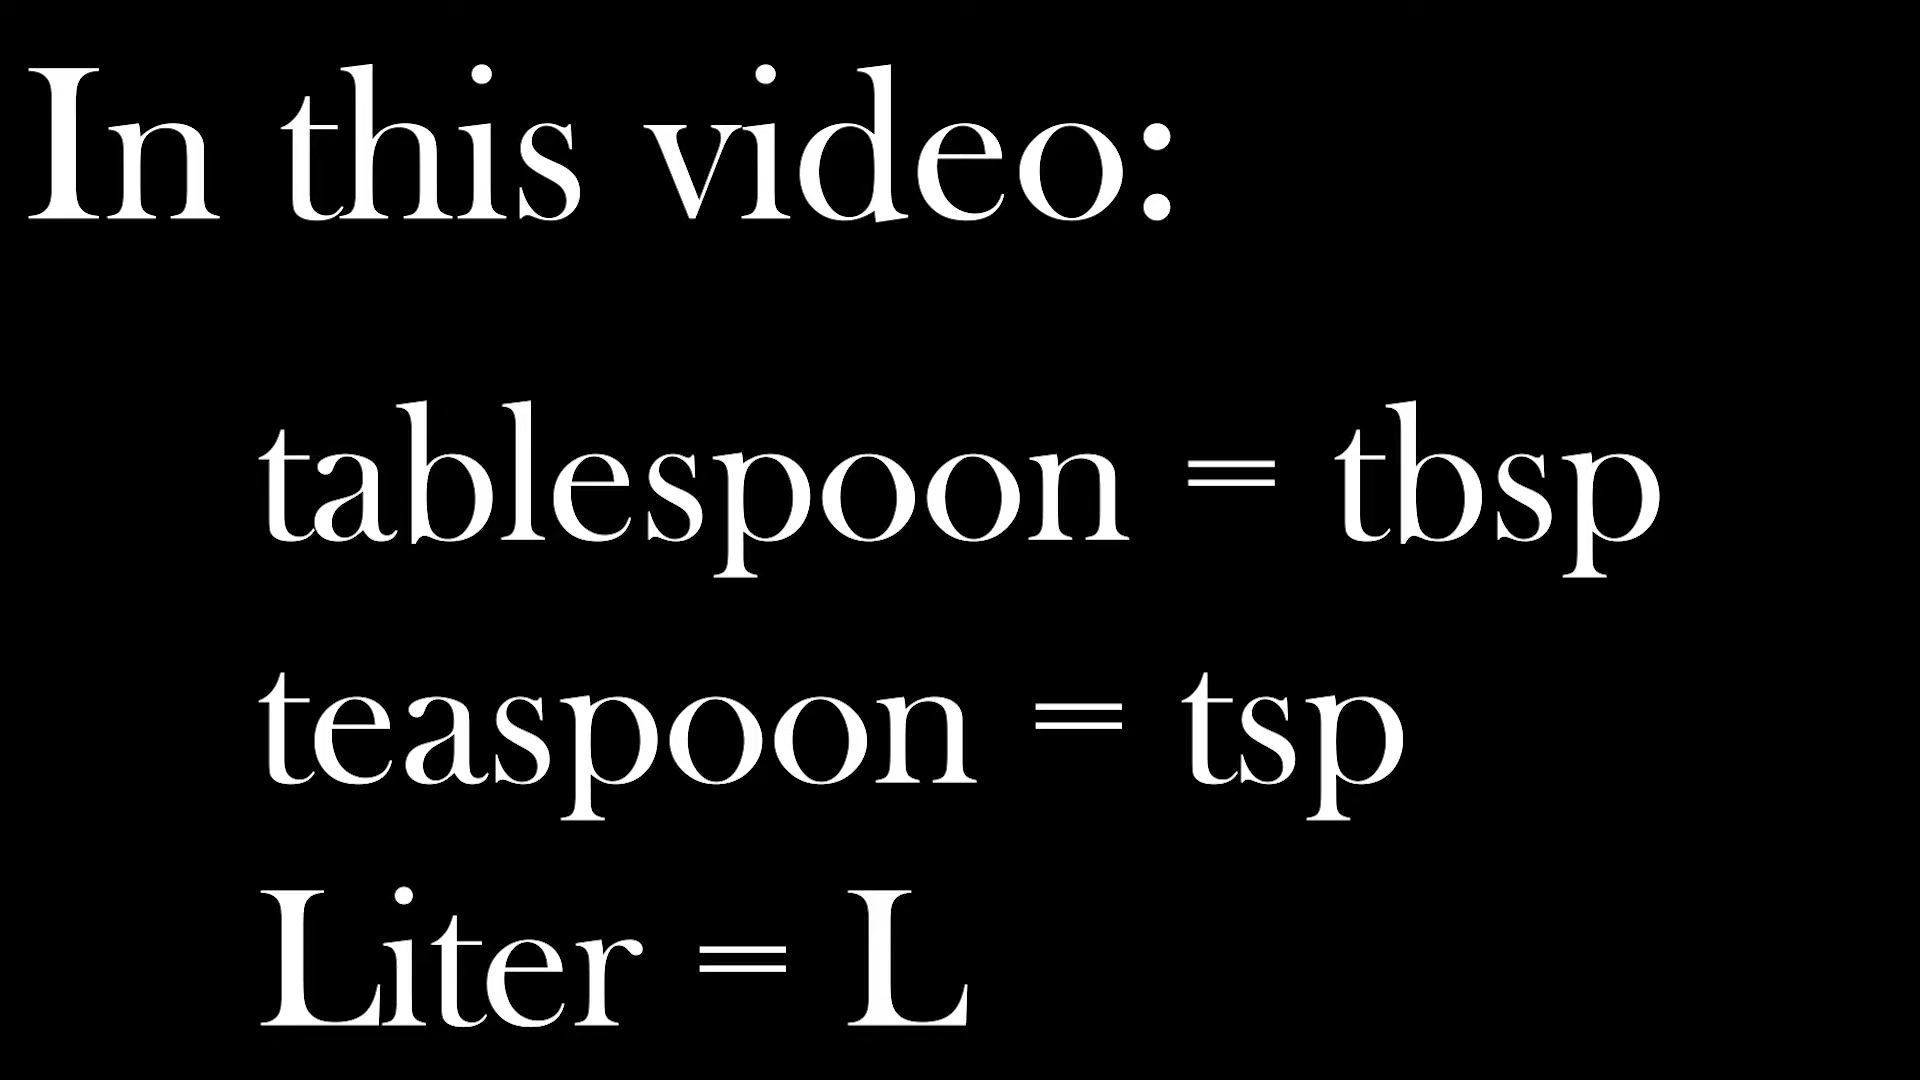 In this video:
tablespoon = tbsp
teaspoon = tsp
Liter = L